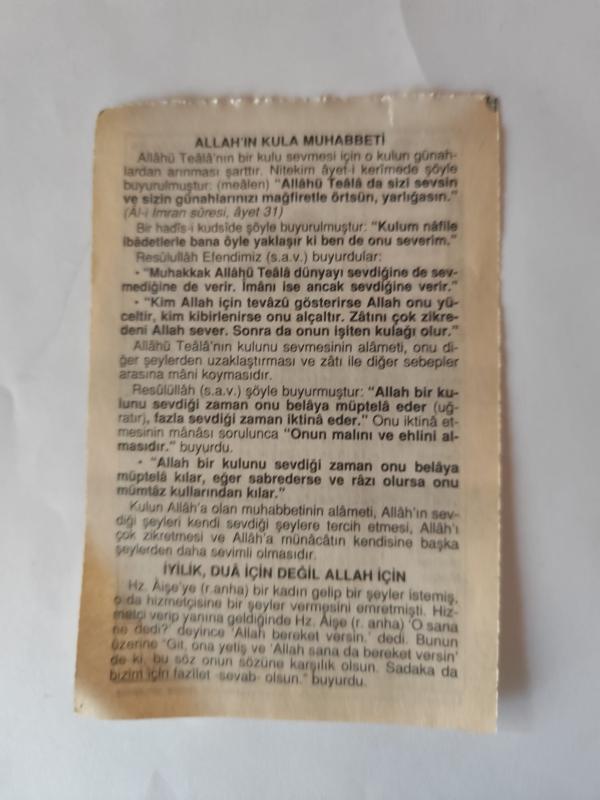 ALLAH'IN KULA MUHABBETİ
Allâhü Teâlâ'nın bir kulu sevmesi için o kulun günah-
lardan arınması şarttır. Nitekim âyet-i kerîmede şöyle
buyurulmuştur: (meâlen) "Allâhü Teâlâ da sizi sevsin
ve sizin günahlarınızı mağfiretle örtsün, yarlığasın."
(Âl-i İmran sûresi, âyet 31)
Bir hadîs-i kudsîde şöyle buyurulmuştur: "Kulum nâfile
ibâdetlerle bana öyle yaklaşır ki ben de onu severim."
Resûlullah Efendimiz (s.a.v.) buyurdular:
• "Muhakkak Allâhü Teâlâ dünyayı sevdiğine de sev-
mediğine de verir. İmânı ise ancak sevdiğine verir."
• "Kim Allah için tevâzû gösterirse Allah onu yü-
celtir, kim kibirlenirse onu alçaltır. Zâtını çok zikre-
deni Allah sever. Sonra da onun işiten kulağı olur."
Allâhü Teâlâ'nın kulunu sevmesinin alâmeti, onu di-
ğer şeylerden uzaklaştırması ve zâtı ile diğer sebepler
arasına mâni koymasıdır.
Resûlüllâh (s.a.v.) şöyle buyurmuştur: "Allah bir ku-
lunu sevdiği zaman onu belâya müptelâ eder (uğ-
ratır), fazla sevdiği zaman iktinâ eder." Onu iktinâ et-
mesinin mânâsı sorulunca "Onun malını ve ehlini al-
masıdır." buyurdu.
• "Allah bir kulunu sevdiği zaman onu belâya
müptelâ kılar, eğer sabrederse ve râzı olursa onu
mümtâz kullarından kılar."
Kulun Allâh'a olan muhabbetinin alâmeti, Allâh'ın sev-
diği şeyleri kendi sevdiği şeylere tercih etmesi, Allâh'ı
çok zikretmesi ve Allâh'a münâcâtın kendisine başka
şeylerden daha sevimli olmasıdır.
İYİLİK, DUÂ İÇİN DEĞİL ALLAH İÇİN
Hz. Âişe'ye (r.anha) bir kadın gelip bir şeyler istemiş,
o da hizmetçisine bir şeyler vermesini emretmişti. Hiz-
metçi verip yanına geldiğinde Hz. Âişe (r. anha) 'O sana
ne dedi?' deyince 'Allah bereket versin.' dedi. Bunun
üzerine "Git, ona yetiş ve 'Allah sana da bereket versin'
de ki, bu söz onun sözüne karşılık olsun. Sadaka da
bizim için fazilet -sevab- olsun." buyurdu.